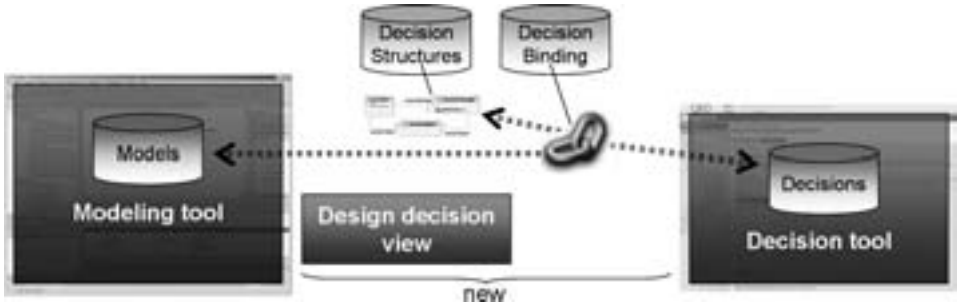 Decision
Structures
Decision
Binding
Models
Modeling tool
Design decision
view
Decisions
Decision tool
new